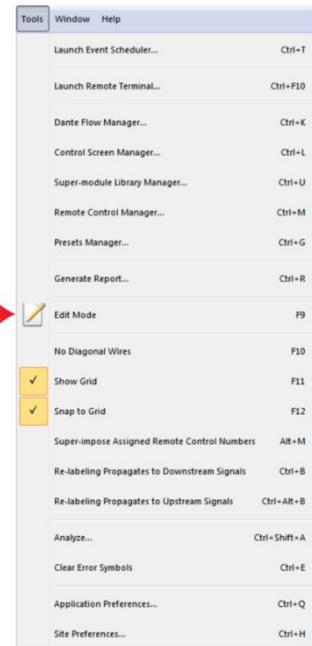 Tools Window Help
Launch Event Scheduler... Ctrl+T
Launch Remote Terminal... Ctrl+F10
Dante Flow Manager... Ctrl+K
Control Screen Manager... Ctrl+L
Super-module Library Manager... Ctrl+U
Remote Control Manager... Ctrl+M
Presets Manager... Ctrl+G
Generate Report... Ctrl+R
Edit Mode F9
No Diagonal Wires F10
Show Grid F11
Snap to Grid F12
Super-impose Assigned Remote Control Numbers Alt+M
Re-labeling Propagates to Downstream Signals Ctrl+B
Re-labeling Propagates to Upstream Signals Ctrl+Alt+B
Analyze... Ctrl+Shift+A
Clear Error Symbols Ctrl+E
Application Preferences... Ctrl+Q
Site Preferences... Ctrl+H